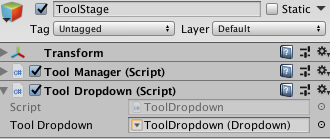 ToolStage Static
Tag Untagged Layer Default
Transform
Tool Manager (Script)
Tool Dropdown (Script)
Script ToolDropdown
Tool Dropdown ToolDropdown (Dropdown)